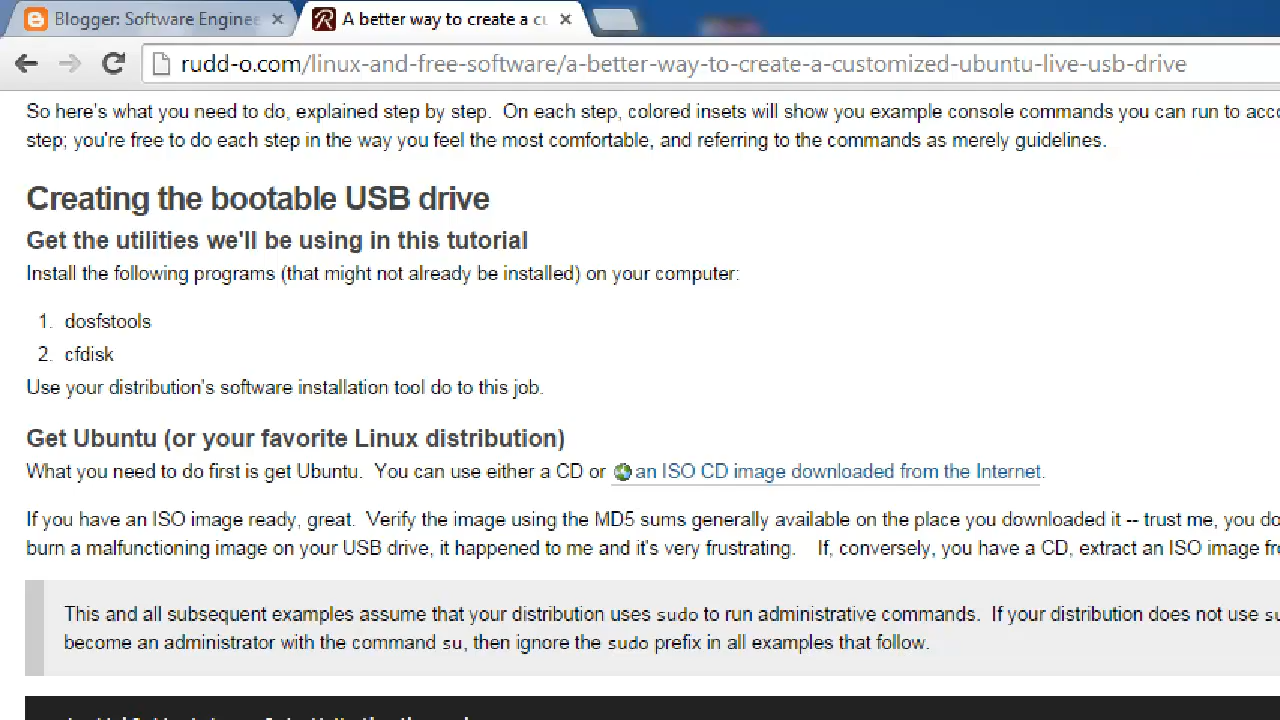 Blogger: Software Enginee
A better way to create a cu
rudd-o.com/linux-and-free-software/a-better-way-to-create-a-customized-ubuntu-live-usb-drive
So here's what you need to do, explained step by step. On each step, colored insets will show you example console commands you can run to acco
step; you're free to do each step in the way you feel the most comfortable, and referring to the commands as merely guidelines.
Creating the bootable USB drive
Get the utilities we'll be using in this tutorial
Install the following programs (that might not already be installed) on your computer:
1. dosfstools
2. cfdisk
Use your distribution's software installation tool do to this job.
Get Ubuntu (or your favorite Linux distribution)
What you need to do first is get Ubuntu. You can use either a CD or an ISO CD image downloaded from the Internet.
If you have an ISO image ready, great. Verify the image using the MD5 sums generally available on the place you downloaded it -- trust me, you do
burn a malfunctioning image on your USB drive, it happened to me and it's very frustrating. If, conversely, you have a CD, extract an ISO image fr
This and all subsequent examples assume that your distribution uses sudo to run administrative commands. If your distribution does not use su
become an administrator with the command su, then ignore the sudo prefix in all examples that follow.